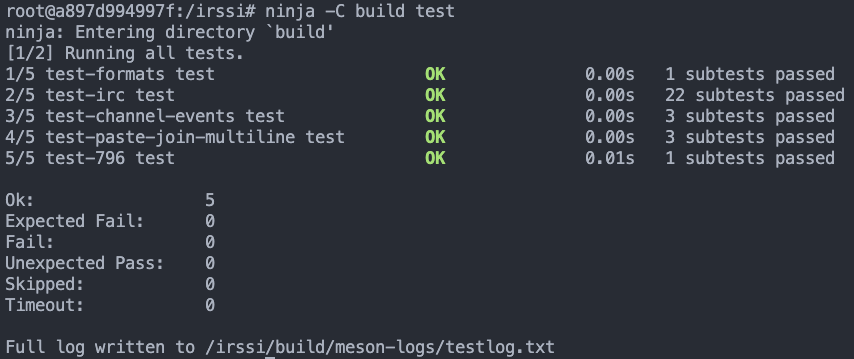 root@a897d994997f:/irssi# ninja -C build test
ninja: Entering directory `build'
[1/2] Running all tests.
1/5 test-formats test                     OK              0.00s   1 subtests passed
2/5 test-irc test                         OK              0.00s   22 subtests passed
3/5 test-channel-events test              OK              0.00s   3 subtests passed
4/5 test-paste-join-multiline test        OK              0.00s   3 subtests passed
5/5 test-796 test                         OK              0.01s   1 subtests passed

Ok:                 5
Expected Fail:      0
Fail:               0
Unexpected Pass:    0
Skipped:            0
Timeout:            0

Full log written to /irssi/build/meson-logs/testlog.txt